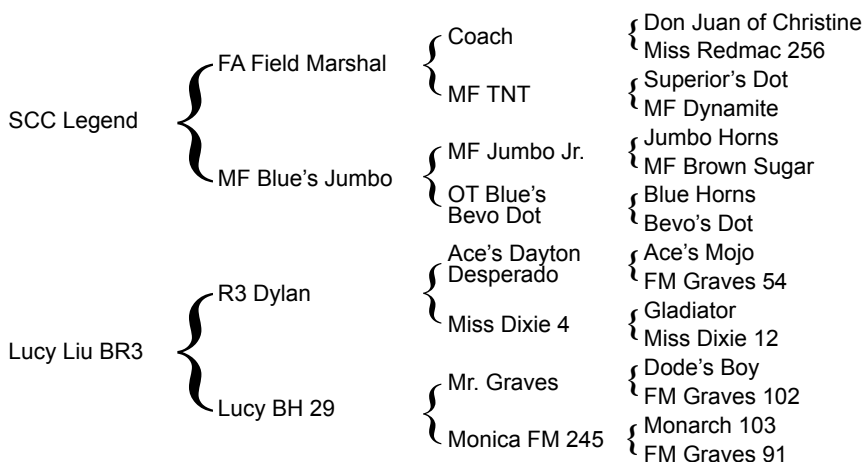 SCC Legend
FA Field Marshal
Coach
Don Juan of Christine
Miss Redmac 256
MF TNT
Superior's Dot
MF Dynamite
MF Blue's Jumbo
MF Jumbo Jr.
Jumbo Horns
MF Brown Sugar
OT Blue's
Bevo Dot
Blue Horns
Bevo's Dot
Lucy Liu BR3
R3 Dylan
Ace's Dayton
Desperado
Ace's Mojo
FM Graves 54
Miss Dixie 4
Gladiator
Miss Dixie 12
Lucy BH 29
Mr. Graves
Dode's Boy
FM Graves 102
Monica FM 245
Monarch 103
FM Graves 91